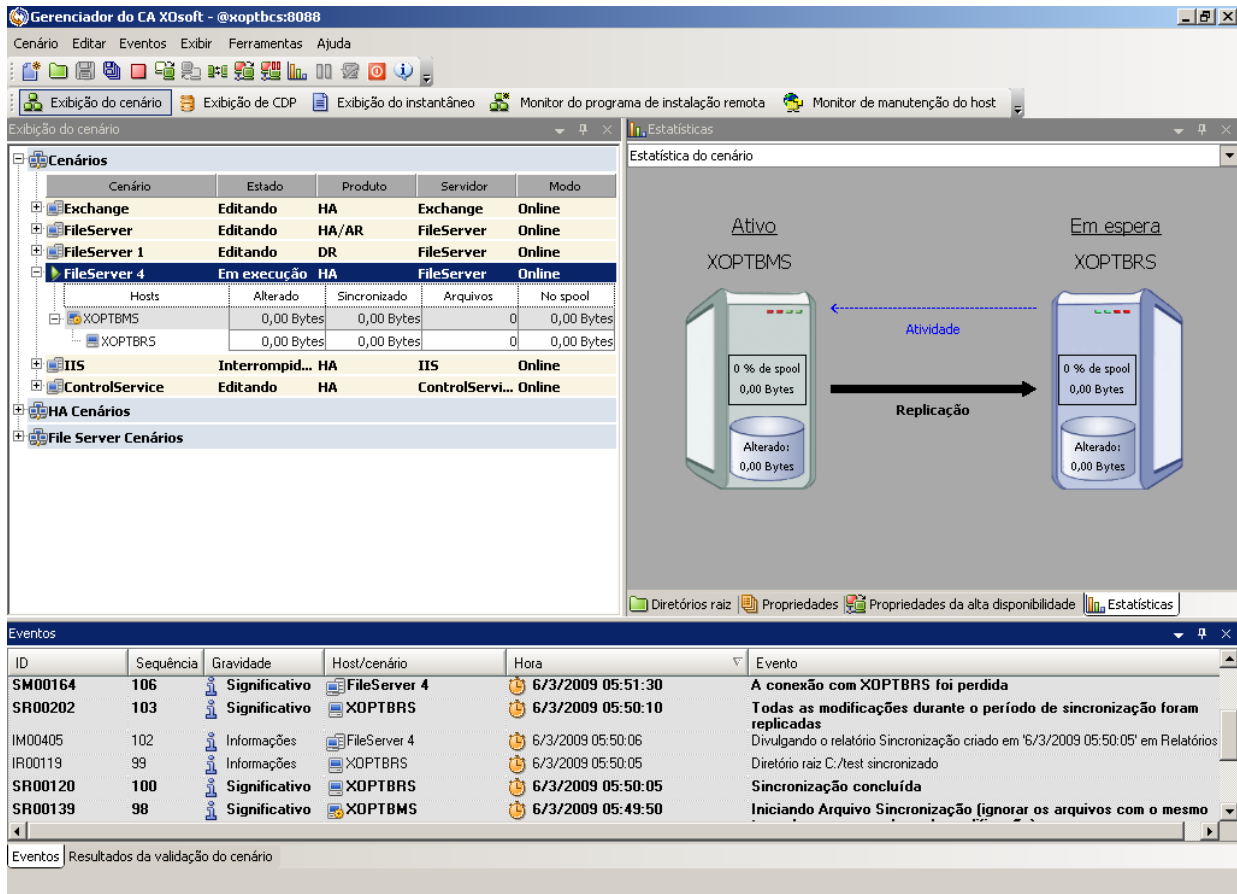 Gerenciador do CA XOsoft - @xoptbcs:8088
Cenário Editar Eventos Exibir Ferramentas Ajuda
Exibição do cenário Exibição de CDP Exibição do instantâneo Monitor do programa de instalação remota Monitor de manutenção do host
Exibição do cenário
Cenários
Cenário Estado Produto Servidor Modo
Exchange Editando HA Exchange Online
FileServer Editando HA/AR FileServer Online
FileServer 1 Editando DR FileServer Online
FileServer 4 Em execução HA FileServer Online
Hosts Alterado Sincronizado Arquivos No spool
XOPTBMS 0,00 Bytes 0,00 Bytes 0 0,00 Bytes
XOPTBRS 0,00 Bytes 0,00 Bytes 0 0,00 Bytes
IIS Interrompid... HA IIS Online
ControlService Editando HA ControlServi... Online
HA Cenários
File Server Cenários
Estatísticas
Estatística do cenário
Ativo
XOPTBMS
Em espera
XOPTBRS
Atividade
0 % de spool
0,00 Bytes
Replicação
0 % de spool
0,00 Bytes
Alterado:
0,00 Bytes
Alterado:
0,00 Bytes
Diretórios raiz Propriedades Propriedades da alta disponibilidade Estatísticas
Eventos
ID Sequência Gravidade Host/cenário Hora Evento
SM00164 106 Significativo FileServer 4 6/3/2009 05:51:30 A conexão com XOPTBRS foi perdida
SR00202 103 Significativo XOPTBRS 6/3/2009 05:50:10 Todas as modificações durante o período de sincronização foram
replicadas
IM00405 102 Informações FileServer 4 6/3/2009 05:50:06 Divulgando o relatório Sincronização criado em '6/3/2009 05:50:05' em Relatórios
IR00119 99 Informações XOPTBRS 6/3/2009 05:50:05 Diretório raiz C:/test sincronizado
SR00120 100 Significativo XOPTBRS 6/3/2009 05:50:05 Sincronização concluída
SR00139 98 Significativo XOPTBMS 6/3/2009 05:49:50 Iniciando Arquivo Sincronização (ignorar os arquivos com o mesmo
Eventos Resultados da validação do cenário